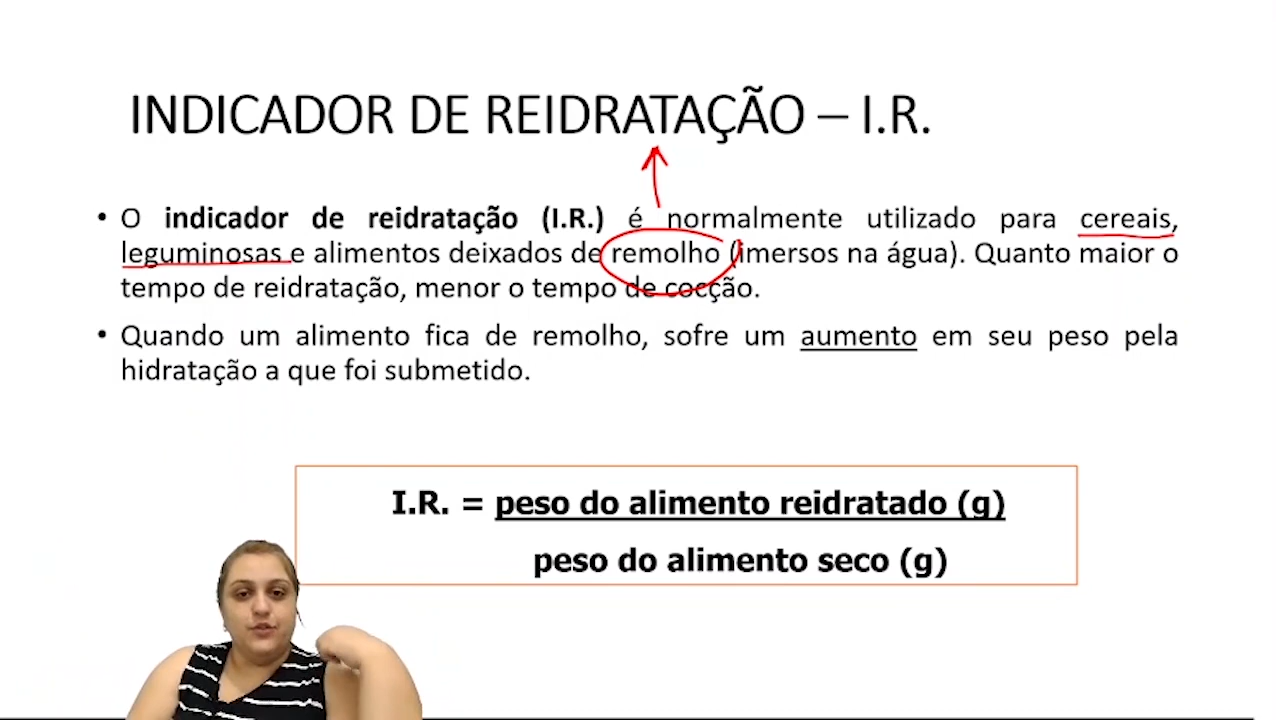 INDICADOR DE REIDRATAÇÃO – I.R.
• O indicador de reidratação (I.R.) é normalmente utilizado para cereais,
leguminosas e alimentos deixados de remolho (imersos na água). Quanto maior o
tempo de reidratação, menor o tempo de cocção.
• Quando um alimento fica de remolho, sofre um aumento em seu peso pela
hidratação a que foi submetido.
I.R. = peso do alimento reidratado (g)
peso do alimento seco (g)